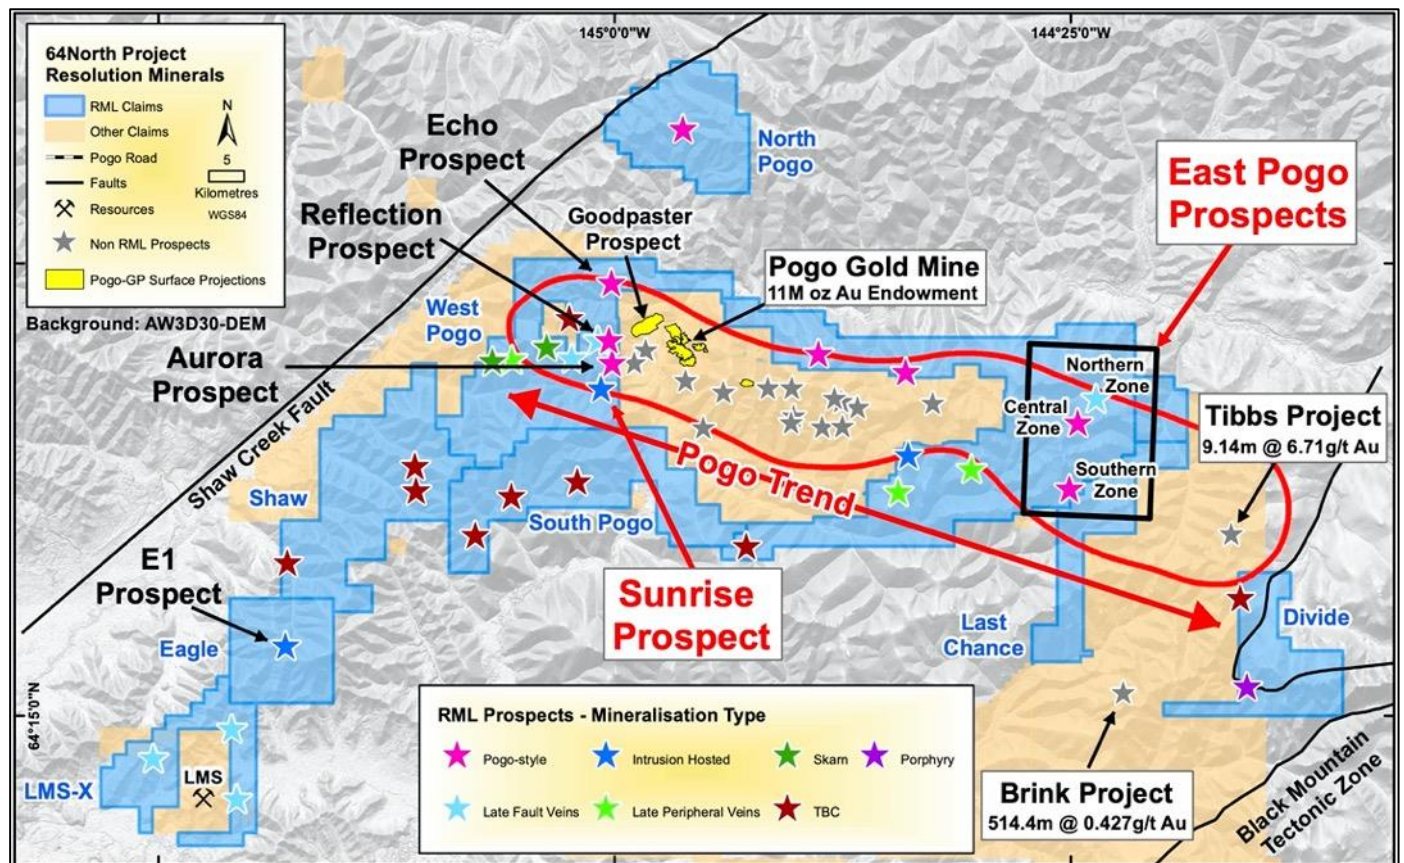 145°0'0"W
144°25'0"W
64North Project
Resolution Minerals
RML Claims
Other Claims
Pogo Road
Faults
Resources
Non RML Prospects
Pogo-GP Surface Projections
N
5
Kilometres
WGS84
Background: AW3D30-DEM
Echo
Prospect
Reflection
Prospect
Goodpaster
Prospect
North
Pogo
East Pogo
Prospects
Pogo Gold Mine
11M oz Au Endowment
West
Pogo
Aurora
Prospect
Northern
Zone
Central
Zone
Southern
Zone
Tibbs Project
9.14m @ 6.71g/t Au
Shaw Creek Fault
Pogo Trend
Shaw
South Pogo
E1
Prospect
Sunrise
Prospect
Last
Chance
Divide
Eagle
64°15'0"N
LMS-X
LMS
RML Prospects - Mineralisation Type
Pogo-style
Intrusion Hosted
Skarn
Porphyry
Late Fault Veins
Late Peripheral Veins
TBC
Brink Project
514.4m @ 0.427g/t Au
Black Mountain
Tectonic Zone